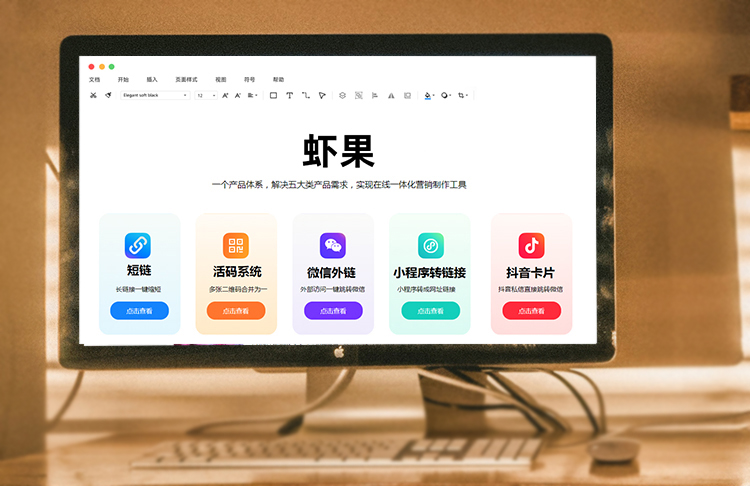 文档 开始 插入 页面样式 视图 符号 帮助
Elegant soft black 12
虾果
一个产品体系，解决五大类产品需求，实现在线一体化营销制作工具
短链 活码系统 微信外链 小程序转链接 抖音卡片
长链接一键缩短 多张二维码合并为一 外部访问一键跳转微信 小程序转成网址链接 抖音私信直接跳转微信
点击查看 点击查看 点击查看 点击查看 点击查看